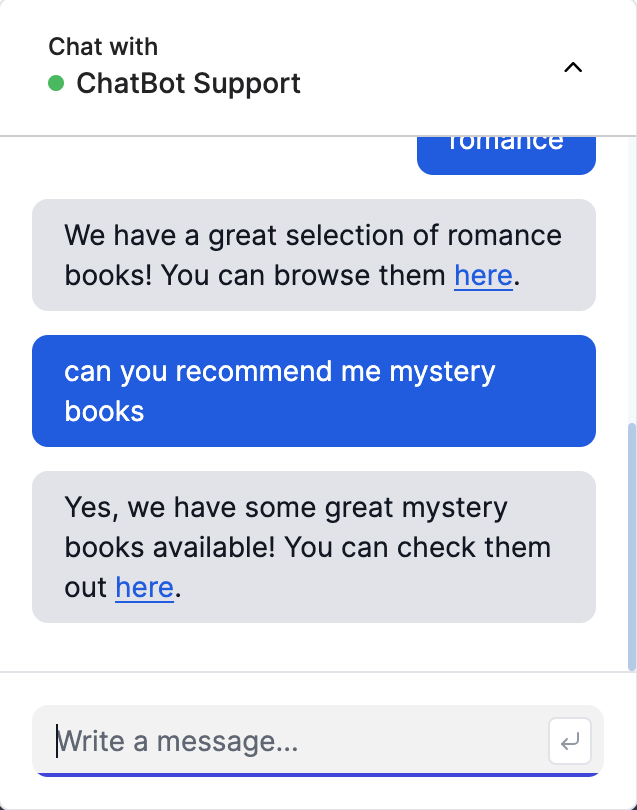 Chat with
ChatBot Support
romance
We have a great selection of romance
books! You can browse them here.
can you recommend me mystery
books
Yes, we have some great mystery
books available! You can check them
out here.
Write a message...